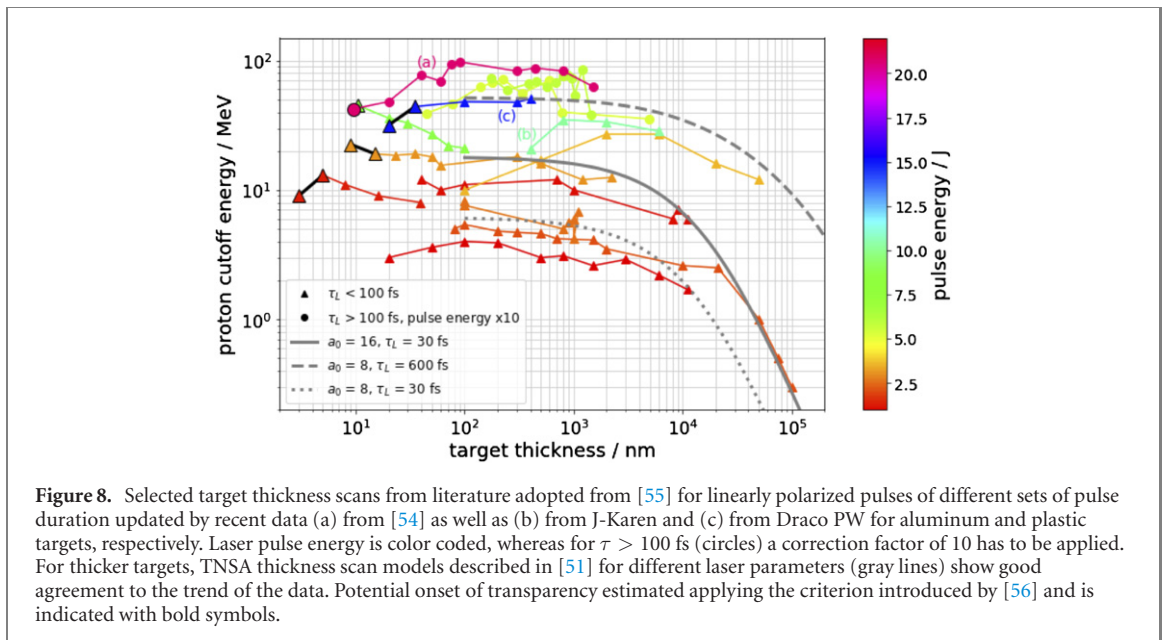 10²
10¹
10⁰
proton cutoff energy / MeV
(a)
(c)
(b)
▲ τL < 100 fs
● τL > 100 fs, pulse energy x10
a₀ = 16, τL = 30 fs
a₀ = 8, τL = 600 fs
a₀ = 8, τL = 30 fs
10¹ 10² 10³ 10⁴ 10⁵
target thickness / nm
20.0
17.5
15.0
12.5
10.0
7.5
5.0
2.5
pulse energy / J
Figure 8. Selected target thickness scans from literature adopted from [55] for linearly polarized pulses of different sets of pulse
duration updated by recent data (a) from [54] as well as (b) from J-Karen and (c) from Draco PW for aluminum and plastic
targets, respectively. Laser pulse energy is color coded, whereas for τ > 100 fs (circles) a correction factor of 10 has to be applied.
For thicker targets, TNSA thickness scan models described in [51] for different laser parameters (gray lines) show good
agreement to the trend of the data. Potential onset of transparency estimated applying the criterion introduced by [56] and is
indicated with bold symbols.